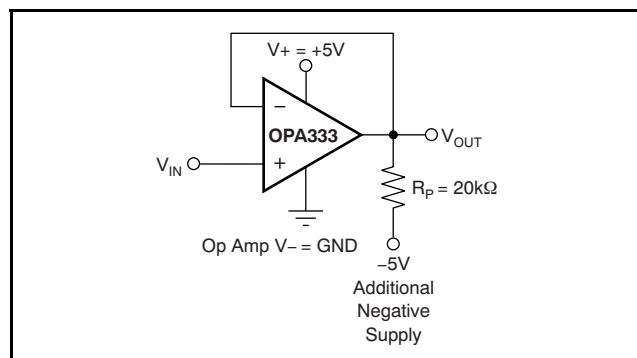 V+ = +5V
−
OPA333
+
V_IN
V_OUT
R_P = 20kΩ
Op Amp V− = GND
−5V
Additional
Negative
Supply